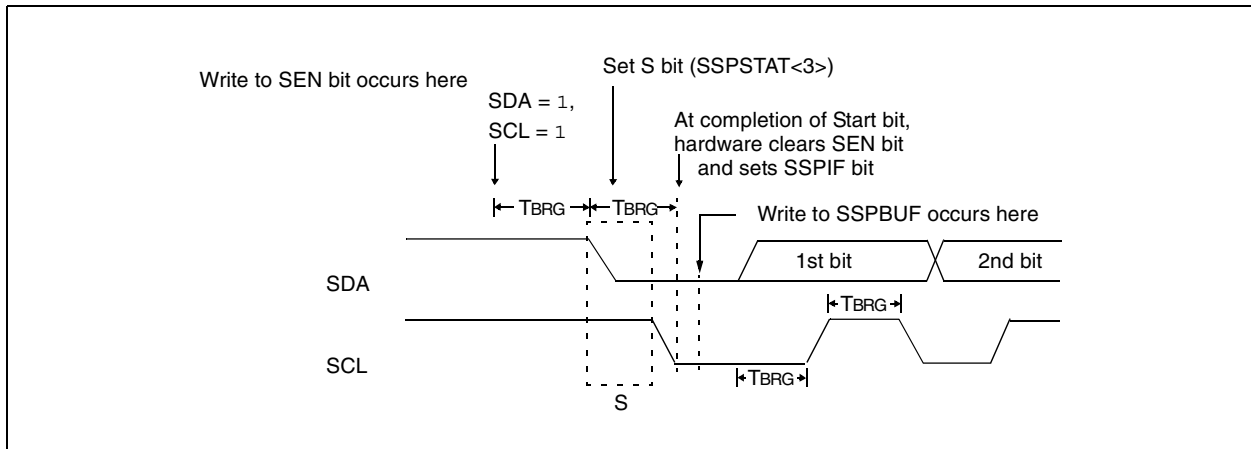 Write to SEN bit occurs here
Set S bit (SSPSTAT<3>)
SDA = 1,
SCL = 1
At completion of Start bit,
hardware clears SEN bit
and sets SSPIF bit
TBRG
TBRG
Write to SSPBUF occurs here
SDA
1st bit
2nd bit
TBRG
SCL
TBRG
S